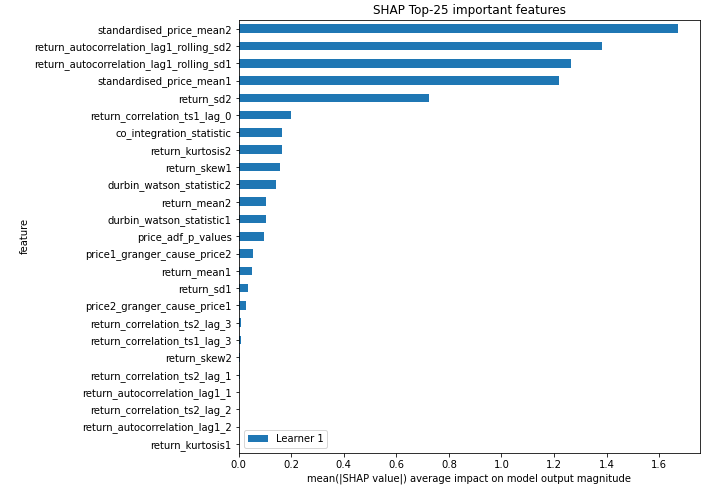 SHAP Top-25 important features
standardised_price_mean2
return_autocorrelation_lag1_rolling_sd2
return_autocorrelation_lag1_rolling_sd1
standardised_price_mean1
return_sd2
return_correlation_ts1_lag_0
co_integration_statistic
return_kurtosis2
return_skew1
durbin_watson_statistic2
return_mean2
durbin_watson_statistic1
price_adf_p_values
price1_granger_cause_price2
return_mean1
return_sd1
price2_granger_cause_price1
return_correlation_ts2_lag_3
return_correlation_ts1_lag_3
return_skew2
return_correlation_ts2_lag_1
return_autocorrelation_lag1_1
return_correlation_ts2_lag_2
return_autocorrelation_lag1_2
return_kurtosis1
feature
Learner 1
0.0 0.2 0.4 0.6 0.8 1.0 1.2 1.4 1.6
mean(|SHAP value|) average impact on model output magnitude